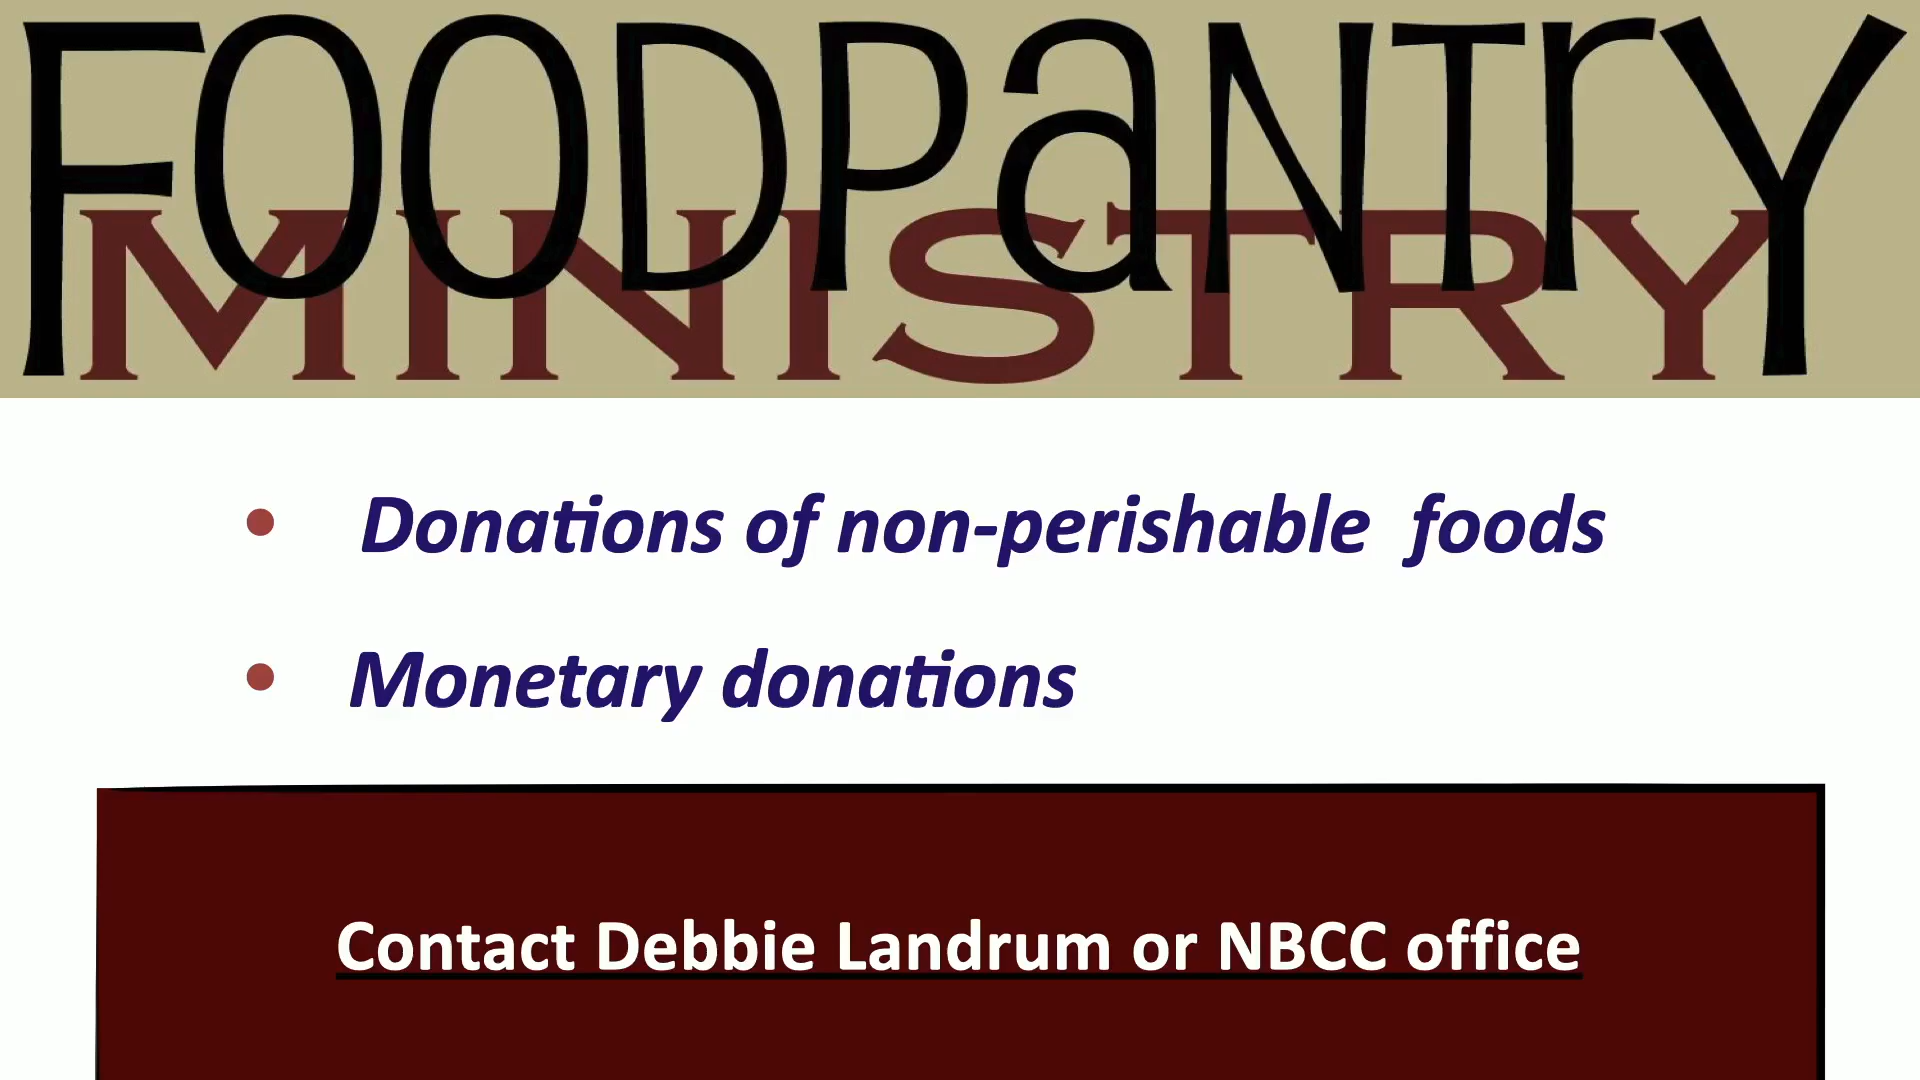 FOODPaNTrY
MINISTRY
• Donations of non-perishable foods
• Monetary donations
Contact Debbie Landrum or NBCC office